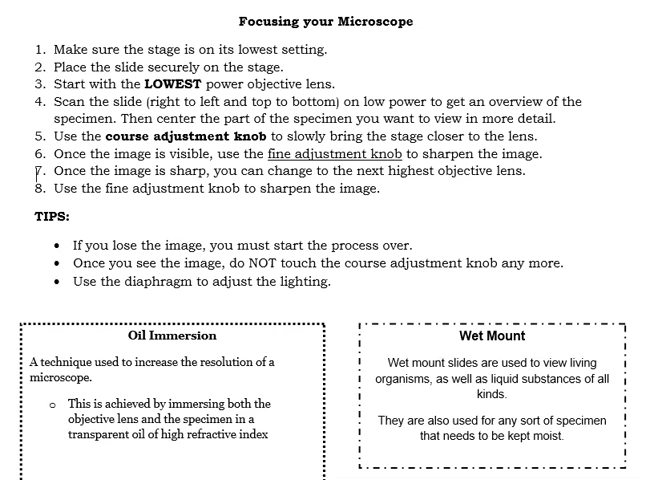 Focusing your Microscope
1. Make sure the stage is on its lowest setting.
2. Place the slide securely on the stage.
3. Start with the LOWEST power objective lens.
4. Scan the slide (right to left and top to bottom) on low power to get an overview of the
specimen. Then center the part of the specimen you want to view in more detail.
5. Use the course adjustment knob to slowly bring the stage closer to the lens.
6. Once the image is visible, use the fine adjustment knob to sharpen the image.
7. Once the image is sharp, you can change to the next highest objective lens.
8. Use the fine adjustment knob to sharpen the image.
TIPS:
• If you lose the image, you must start the process over.
• Once you see the image, do NOT touch the course adjustment knob any more.
• Use the diaphragm to adjust the lighting.
Oil Immersion
A technique used to increase the resolution of a
microscope.
o This is achieved by immersing both the
objective lens and the specimen in a
transparent oil of high refractive index
Wet Mount
Wet mount slides are used to view living
organisms, as well as liquid substances of all
kinds.
They are also used for any sort of specimen
that needs to be kept moist.